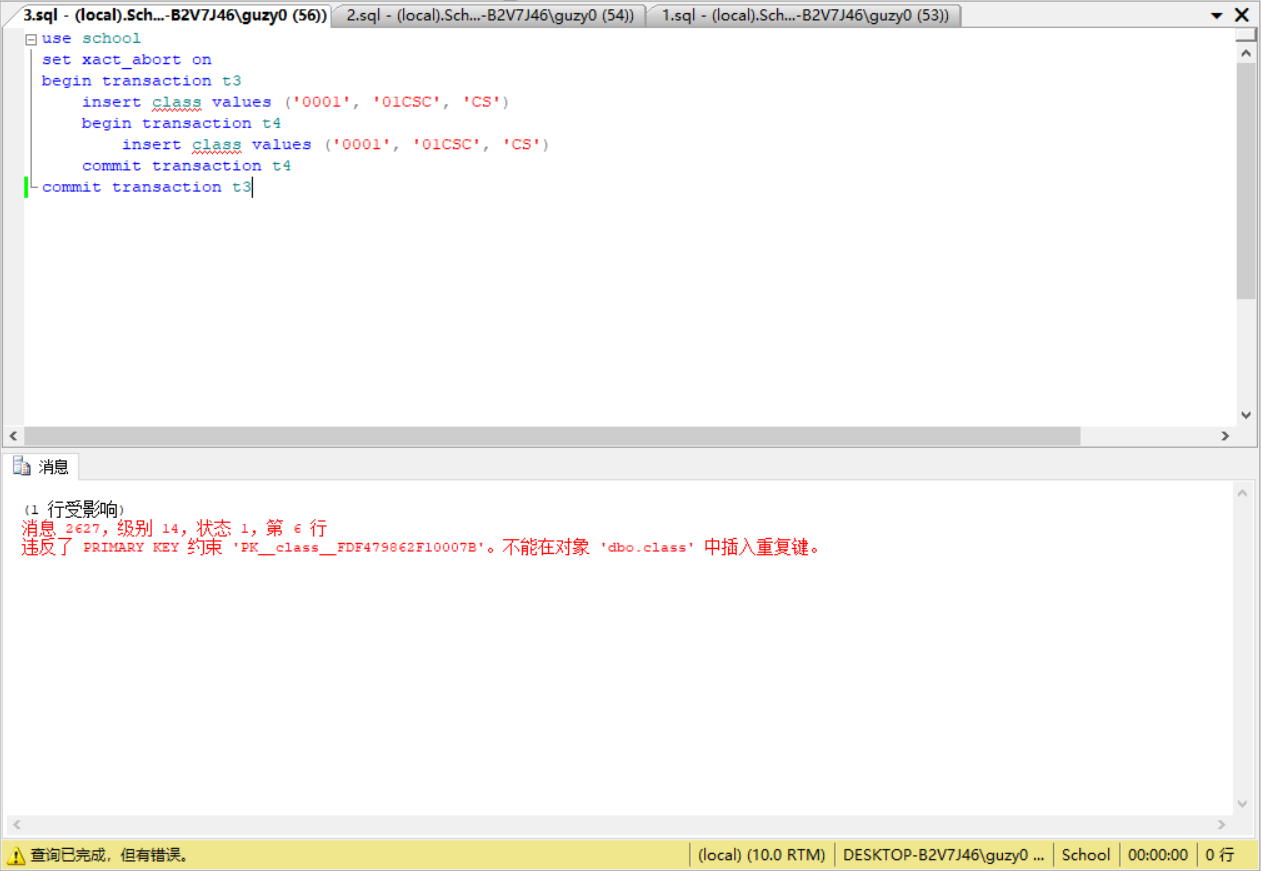 3.sql - (local).Sch...-B2V7J46\guzy0 (56)) 2.sql - (local).Sch...-B2V7J46\guzy0 (54)) 1.sql - (local).Sch...-B2V7J46\guzy0 (53))
use school
set xact_abort on
begin transaction t3
insert class values ('0001', '01CSC', 'CS')
begin transaction t4
insert class values ('0001', '01CSC', 'CS')
commit transaction t4
commit transaction t3
消息
(1 行受影响)
消息 2627，级别 14，状态 1，第 6 行
违反了 PRIMARY KEY 约束 'PK__class__FDF479862F10007B'。不能在对象 'dbo.class' 中插入重复键。
查询已完成，但有错误。 (local) (10.0 RTM) DESKTOP-B2V7J46\guzy0 ... School 00:00:00 0 行